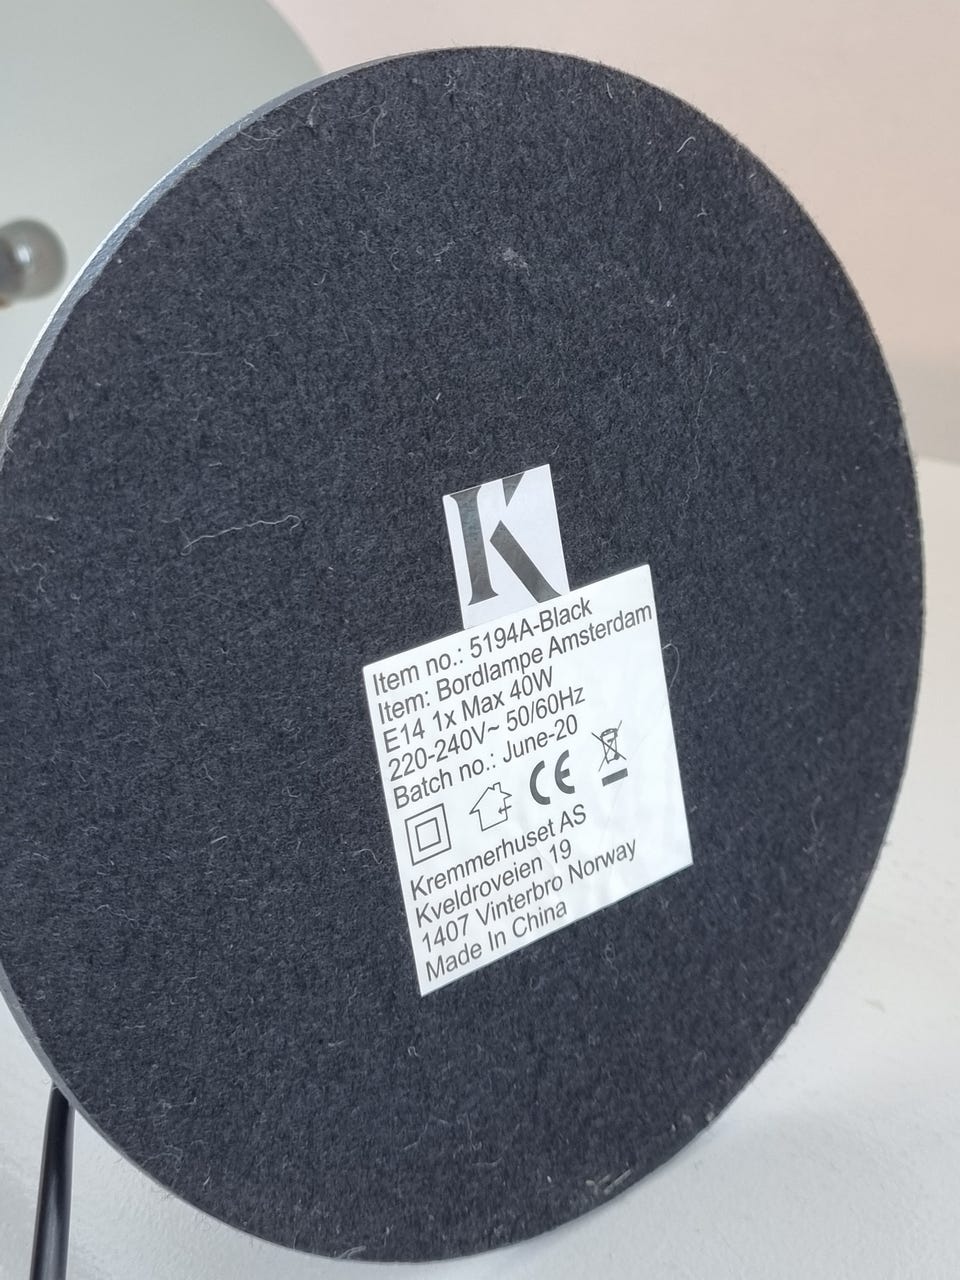 K
Item no.: 5194A-Black
Item: Bordlampe Amsterdam
E14 1x Max 40W
220-240V~ 50/60Hz
Batch no.: June-20
CE
Kremmerhuset AS
Kveldroveien 19
1407 Vinterbro Norway
Made In China